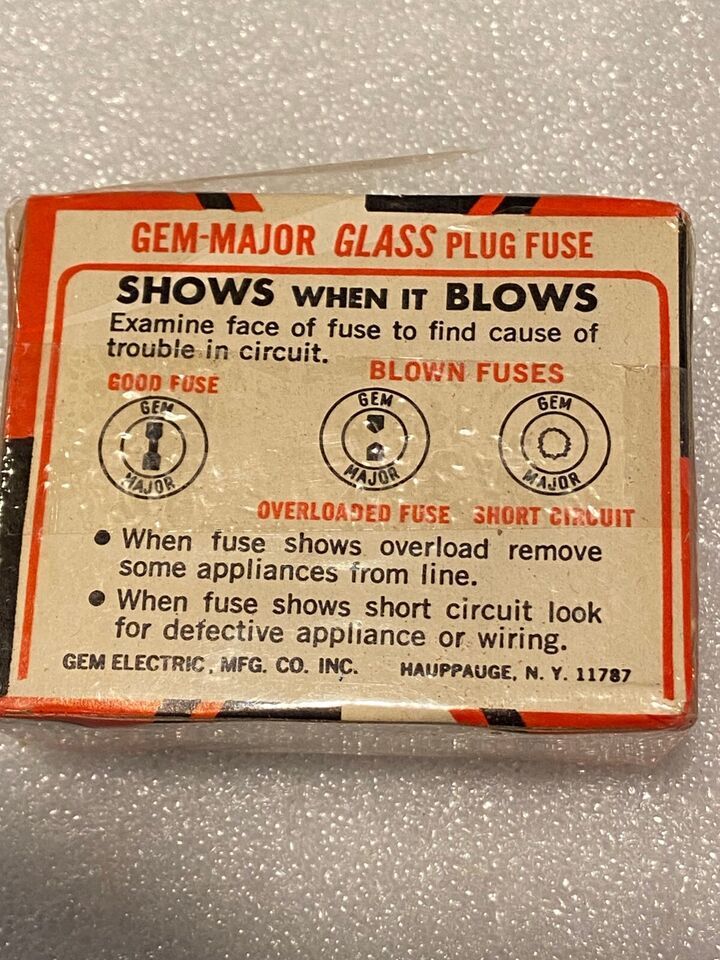 GEM-MAJOR GLASS PLUG FUSE
SHOWS WHEN IT BLOWS
Examine face of fuse to find cause of
trouble in circuit.
GOOD FUSE
BLOWN FUSES
GEM
MAJOR
GEM
MAJOR
GEM
MAJOR
OVERLOADED FUSE
SHORT CIRCUIT
• When fuse shows overload remove
some appliances from line.
• When fuse shows short circuit look
for defective appliance or wiring.
GEM ELECTRIC, MFG. CO. INC.
HAUPPAUGE, N. Y. 11787